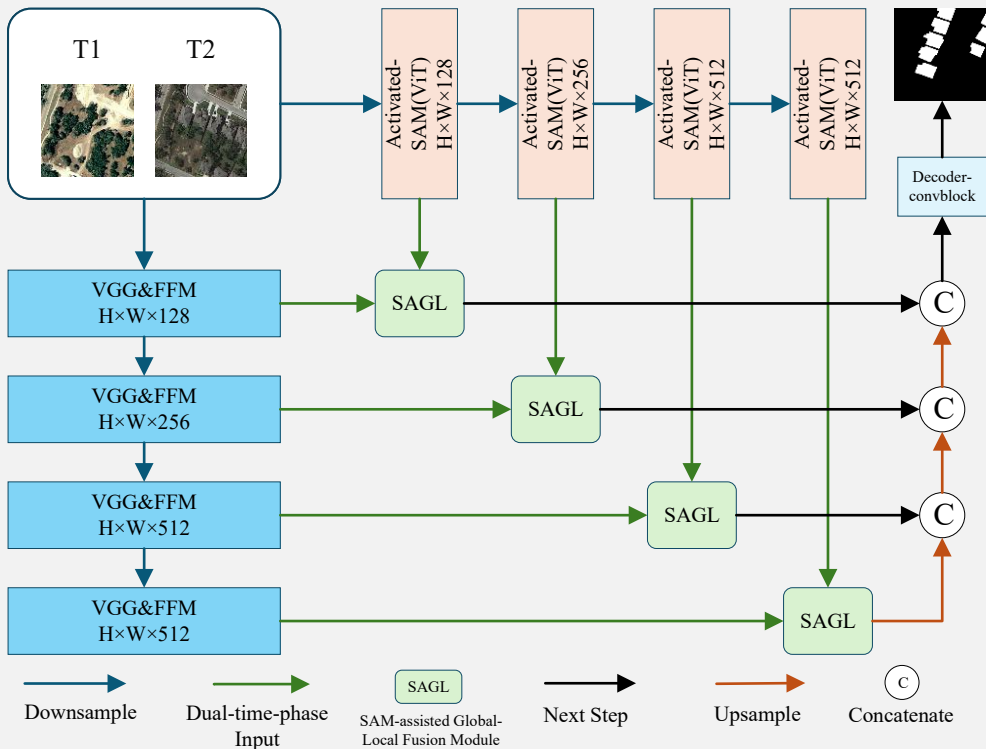 T1
T2
Activated-
SAM(ViT)
H×W×128
Activated-
SAM(ViT)
H×W×256
Activated-
SAM(ViT)
H×W×512
Activated-
SAM(ViT)
H×W×512
Decoder-
convblock
VGG&FFM
H×W×128
SAGL
C
VGG&FFM
H×W×256
SAGL
C
VGG&FFM
H×W×512
SAGL
C
VGG&FFM
H×W×512
SAGL
Downsample
Dual-time-phase
Input
SAGL
SAM-assisted Global-
Local Fusion Module
Next Step
Upsample
C
Concatenate